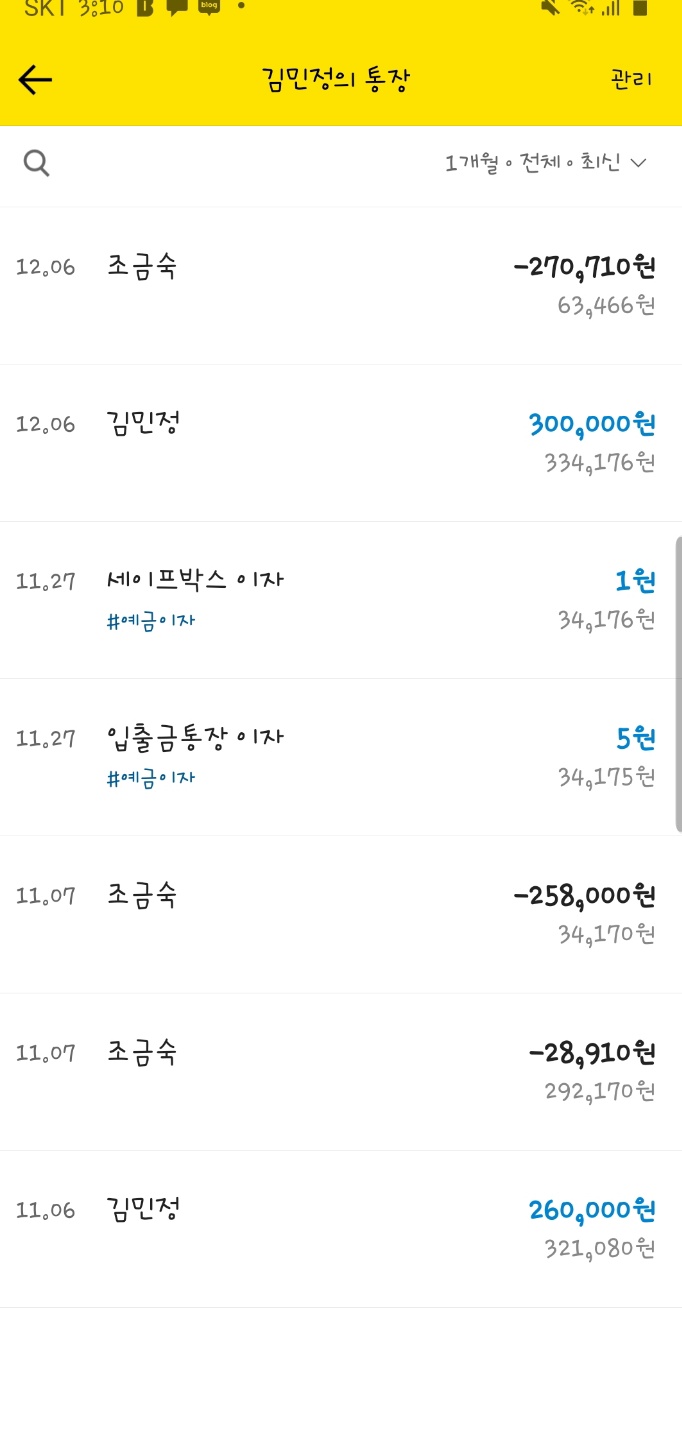 SKT 3:10
blog
김민정의 통장
관리
1개월 • 전체 • 최신
12.06 조금숙 -270,710원
63,466원
12.06 김민정 300,000원
334,176원
11.27 세이프박스 이자 1원
#예금이자 34,176원
11.27 입출금통장 이자 5원
#예금이자 34,175원
11.07 조금숙 -258,000원
34,170원
11.07 조금숙 -28,910원
292,170원
11.06 김민정 260,000원
321,080원